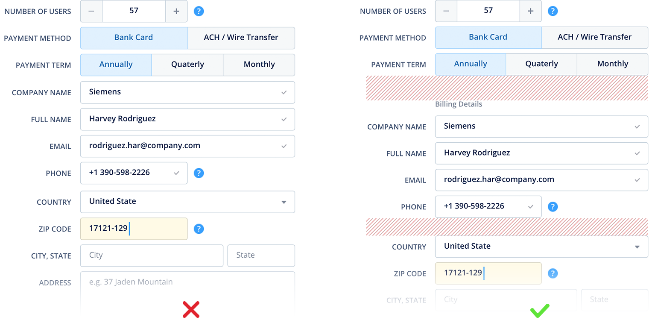 NUMBER OF USERS − 57 + ?
PAYMENT METHOD Bank Card ACH / Wire Transfer
PAYMENT TERM Annually Quaterly Monthly
COMPANY NAME Siemens
FULL NAME Harvey Rodriguez
EMAIL rodriguez.har@company.com
PHONE +1 390-598-2226 ?
COUNTRY United State
ZIP CODE 17121-129 ?
CITY, STATE City State
ADDRESS e.g. 37 Jaden Mountain
NUMBER OF USERS − 57 + ?
PAYMENT METHOD Bank Card ACH / Wire Transfer
PAYMENT TERM Annually Quaterly Monthly
Billing Details
COMPANY NAME Siemens
FULL NAME Harvey Rodriguez
EMAIL rodriguez.har@company.com
PHONE +1 390-598-2226 ?
COUNTRY United State
ZIP CODE 17121-129 ?
CITY, STATE City State